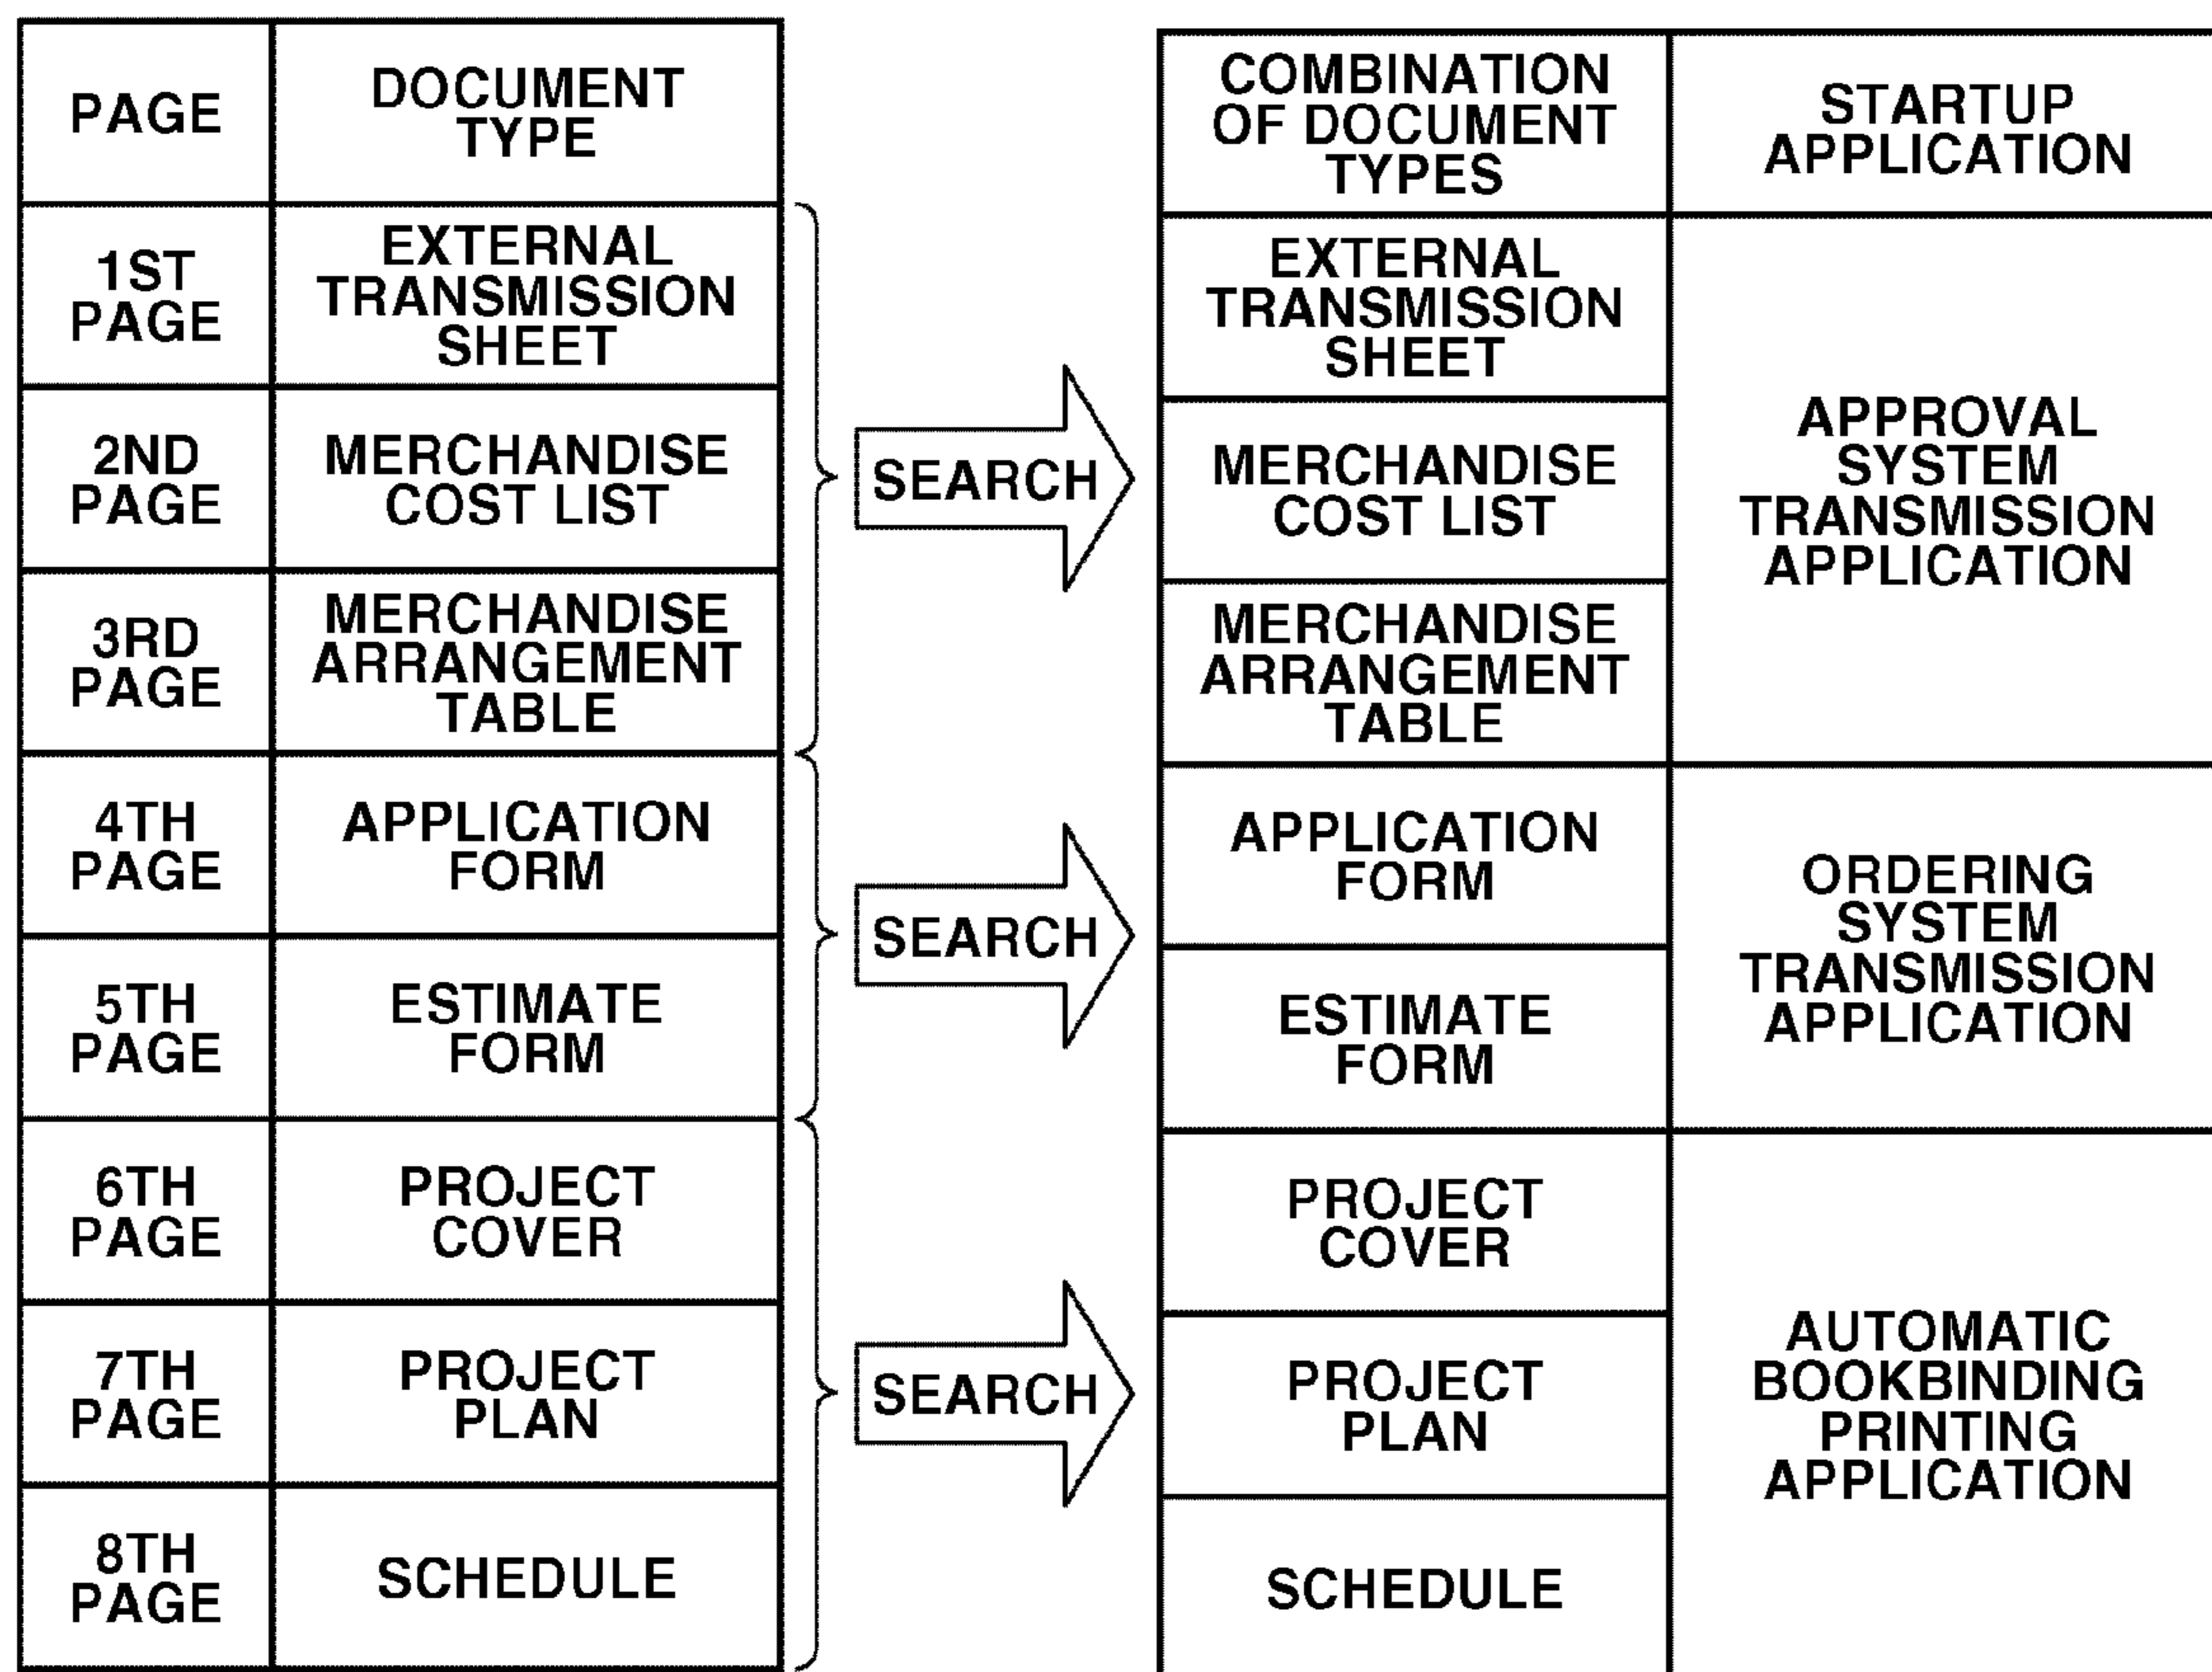 PAGE
DOCUMENT
TYPE
1ST
PAGE
EXTERNAL
TRANSMISSION
SHEET
2ND
PAGE
MERCHANDISE
COST LIST
3RD
PAGE
MERCHANDISE
ARRANGEMENT
TABLE
4TH
PAGE
APPLICATION
FORM
5TH
PAGE
ESTIMATE
FORM
6TH
PAGE
PROJECT
COVER
7TH
PAGE
PROJECT
PLAN
8TH
PAGE
SCHEDULE
SEARCH
SEARCH
SEARCH
COMBINATION
OF DOCUMENT
TYPES
STARTUP
APPLICATION
EXTERNAL
TRANSMISSION
SHEET
MERCHANDISE
COST LIST
MERCHANDISE
ARRANGEMENT
TABLE
APPROVAL
SYSTEM
TRANSMISSION
APPLICATION
APPLICATION
FORM
ESTIMATE
FORM
ORDERING
SYSTEM
TRANSMISSION
APPLICATION
PROJECT
COVER
PROJECT
PLAN
SCHEDULE
AUTOMATIC
BOOKBINDING
PRINTING
APPLICATION